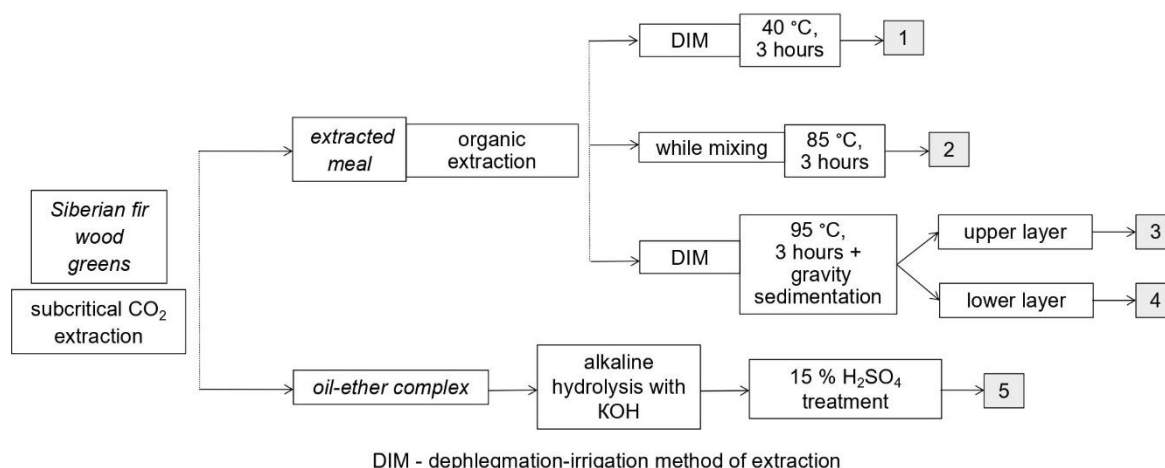 DIM
40 °C,
3 hours
1
extracted
meal
organic
extraction
while mixing
85 °C,
3 hours
2
Siberian fir
wood
greens
subcritical CO₂
extraction
DIM
95 °C,
3 hours +
gravity
sedimentation
upper layer
3
lower layer
4
oil-ether complex
alkaline
hydrolysis with
KOH
15 % H₂SO₄
treatment
5
DIM - dephlegmation-irrigation method of extraction